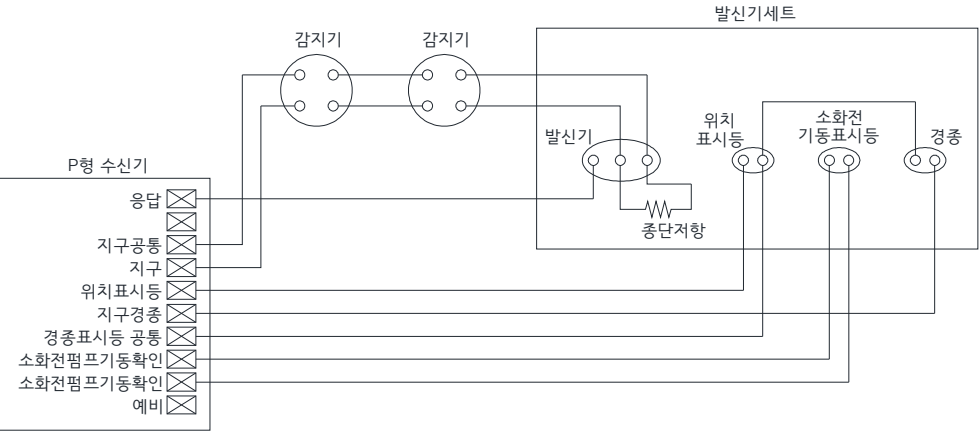 발신기세트
감지기
감지기
위치
표시등
소화전
기동표시등
경종
발신기
종단저항
P형 수신기
응답
지구공통
지구
위치표시등
지구경종
경종표시등 공통
소화전펌프기동확인
소화전펌프기동확인
예비